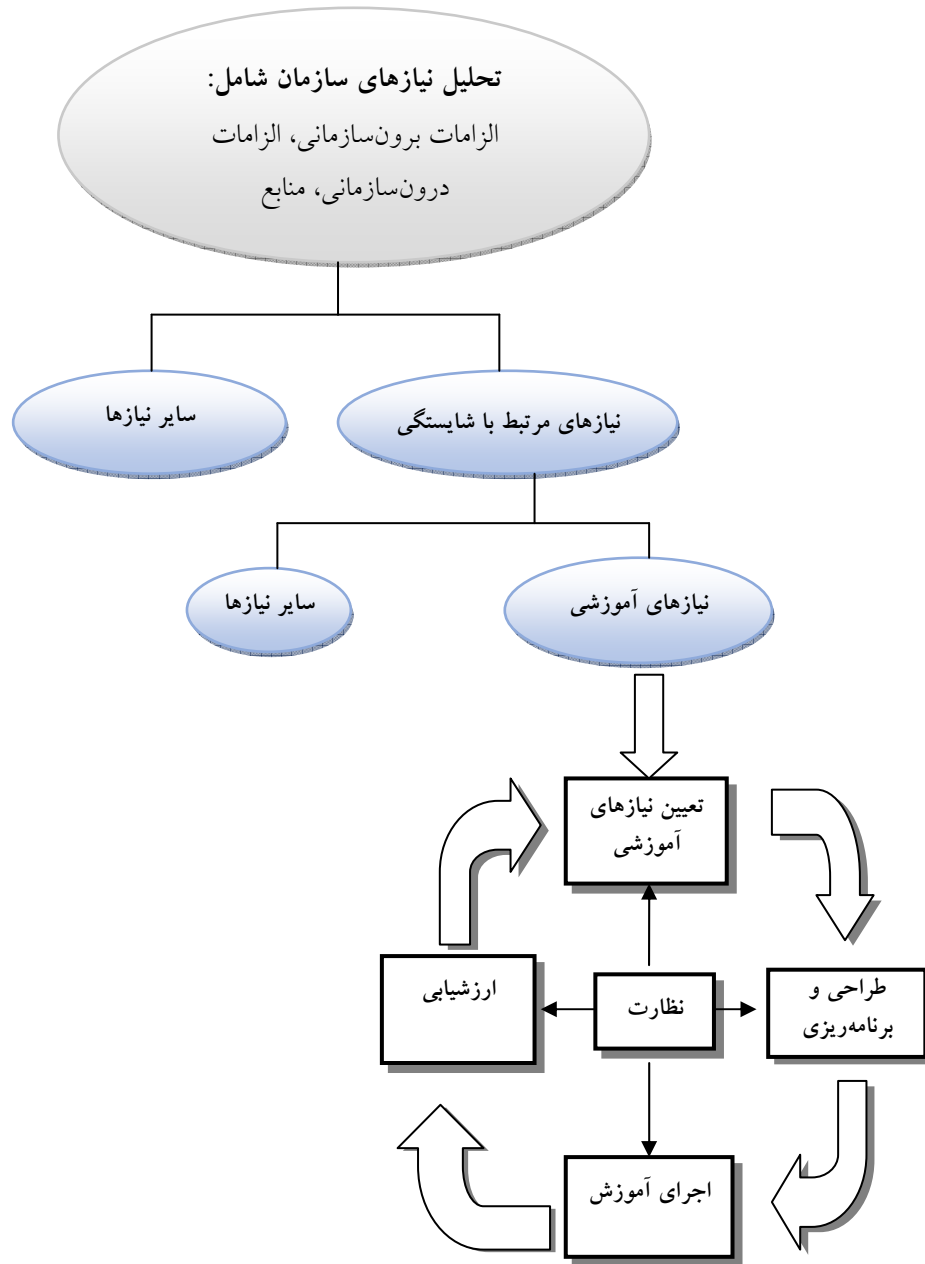 تحلیل نیازهای سازمان شامل:
الزامات برون‌سازمانی، الزامات
درون‌سازمانی، منابع
نیازهای مرتبط با شایستگی
سایر نیازها
نیازهای آموزشی
سایر نیازها
تعیین نیازهای
آموزشی
طراحی و
برنامه‌ریزی
نظارت
ارزشیابی
اجرای آموزش